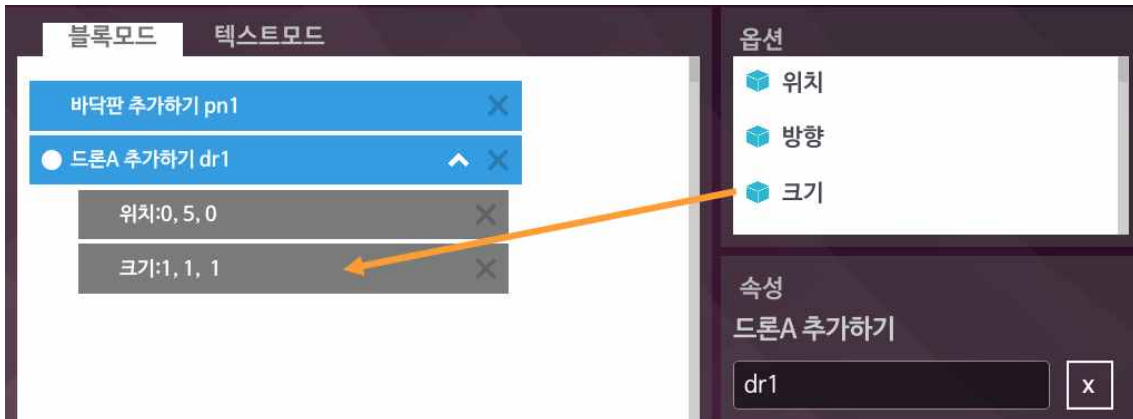 블록모드
텍스트모드
바닥판 추가하기 pn1
드론A 추가하기 dr1
위치:0, 5, 0
크기:1, 1, 1
옵션
위치
방향
크기
속성
드론A 추가하기
dr1
x